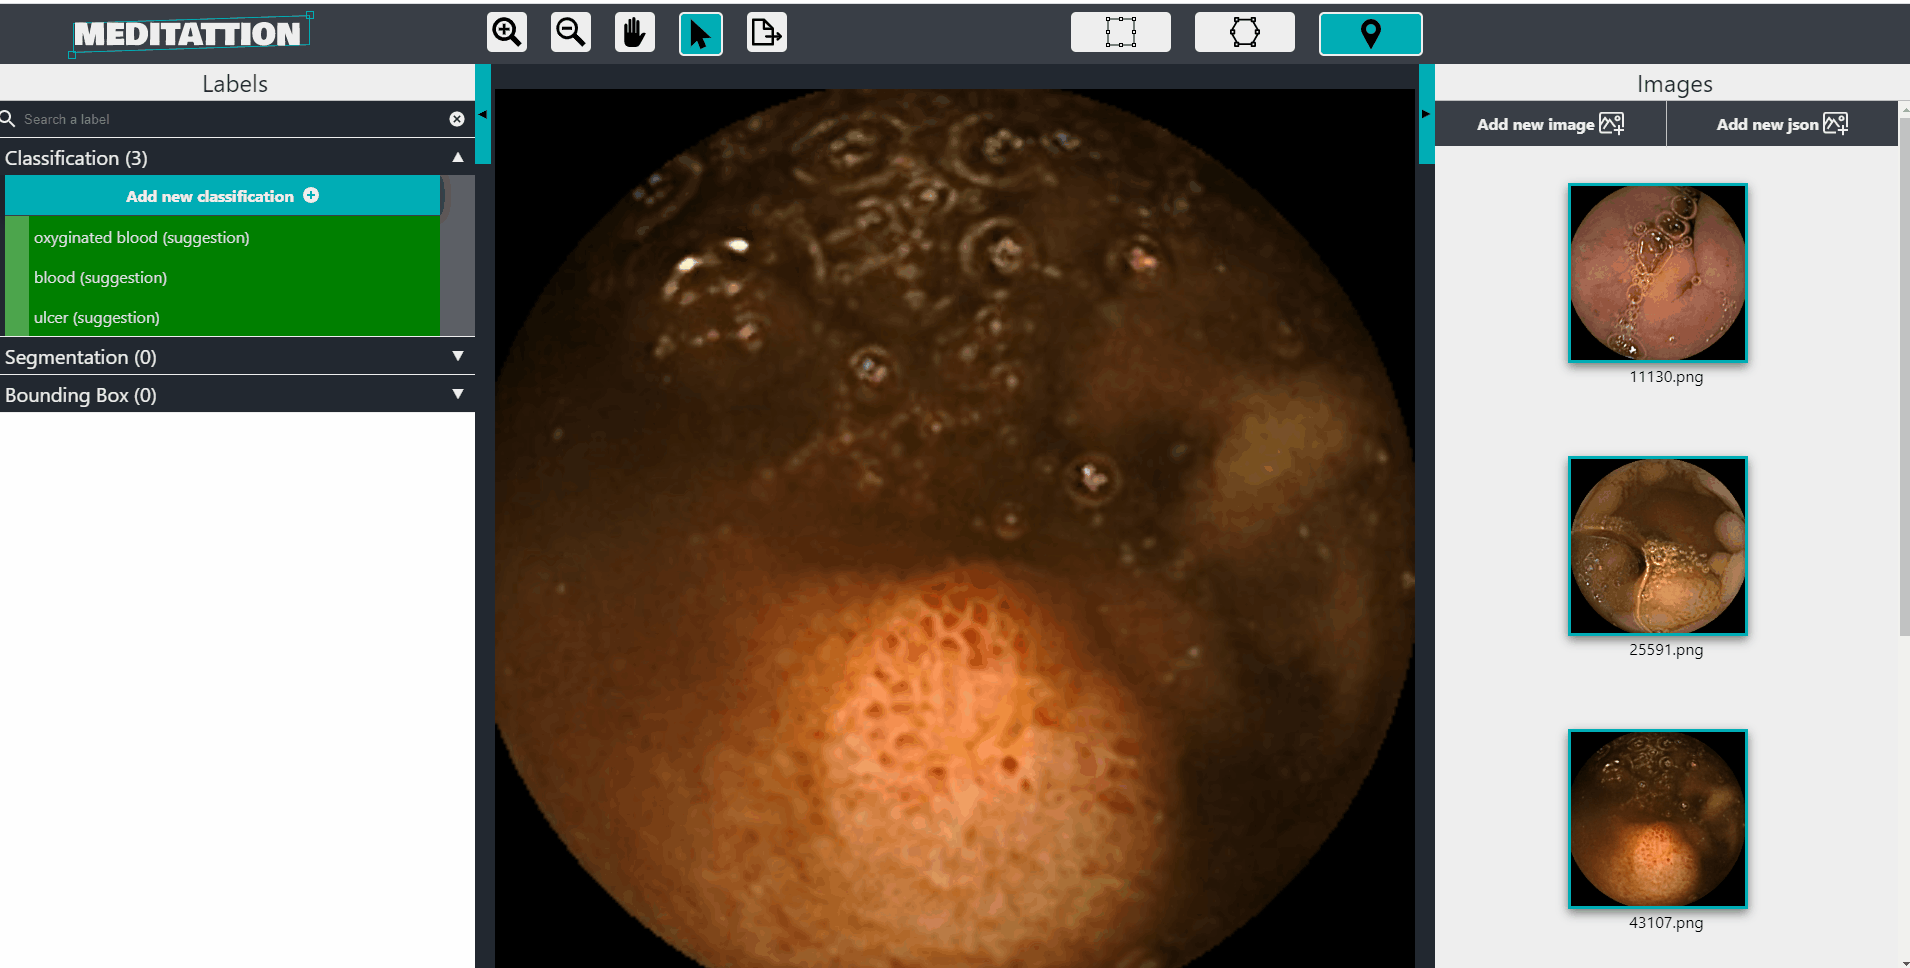 MEDITATTION
Labels
Search a label
Classification (3)
Add new classification
oxyginated blood (suggestion)
blood (suggestion)
ulcer (suggestion)
Segmentation (0)
Bounding Box (0)
Images
Add new image
Add new json
11130.png
25591.png
43107.png